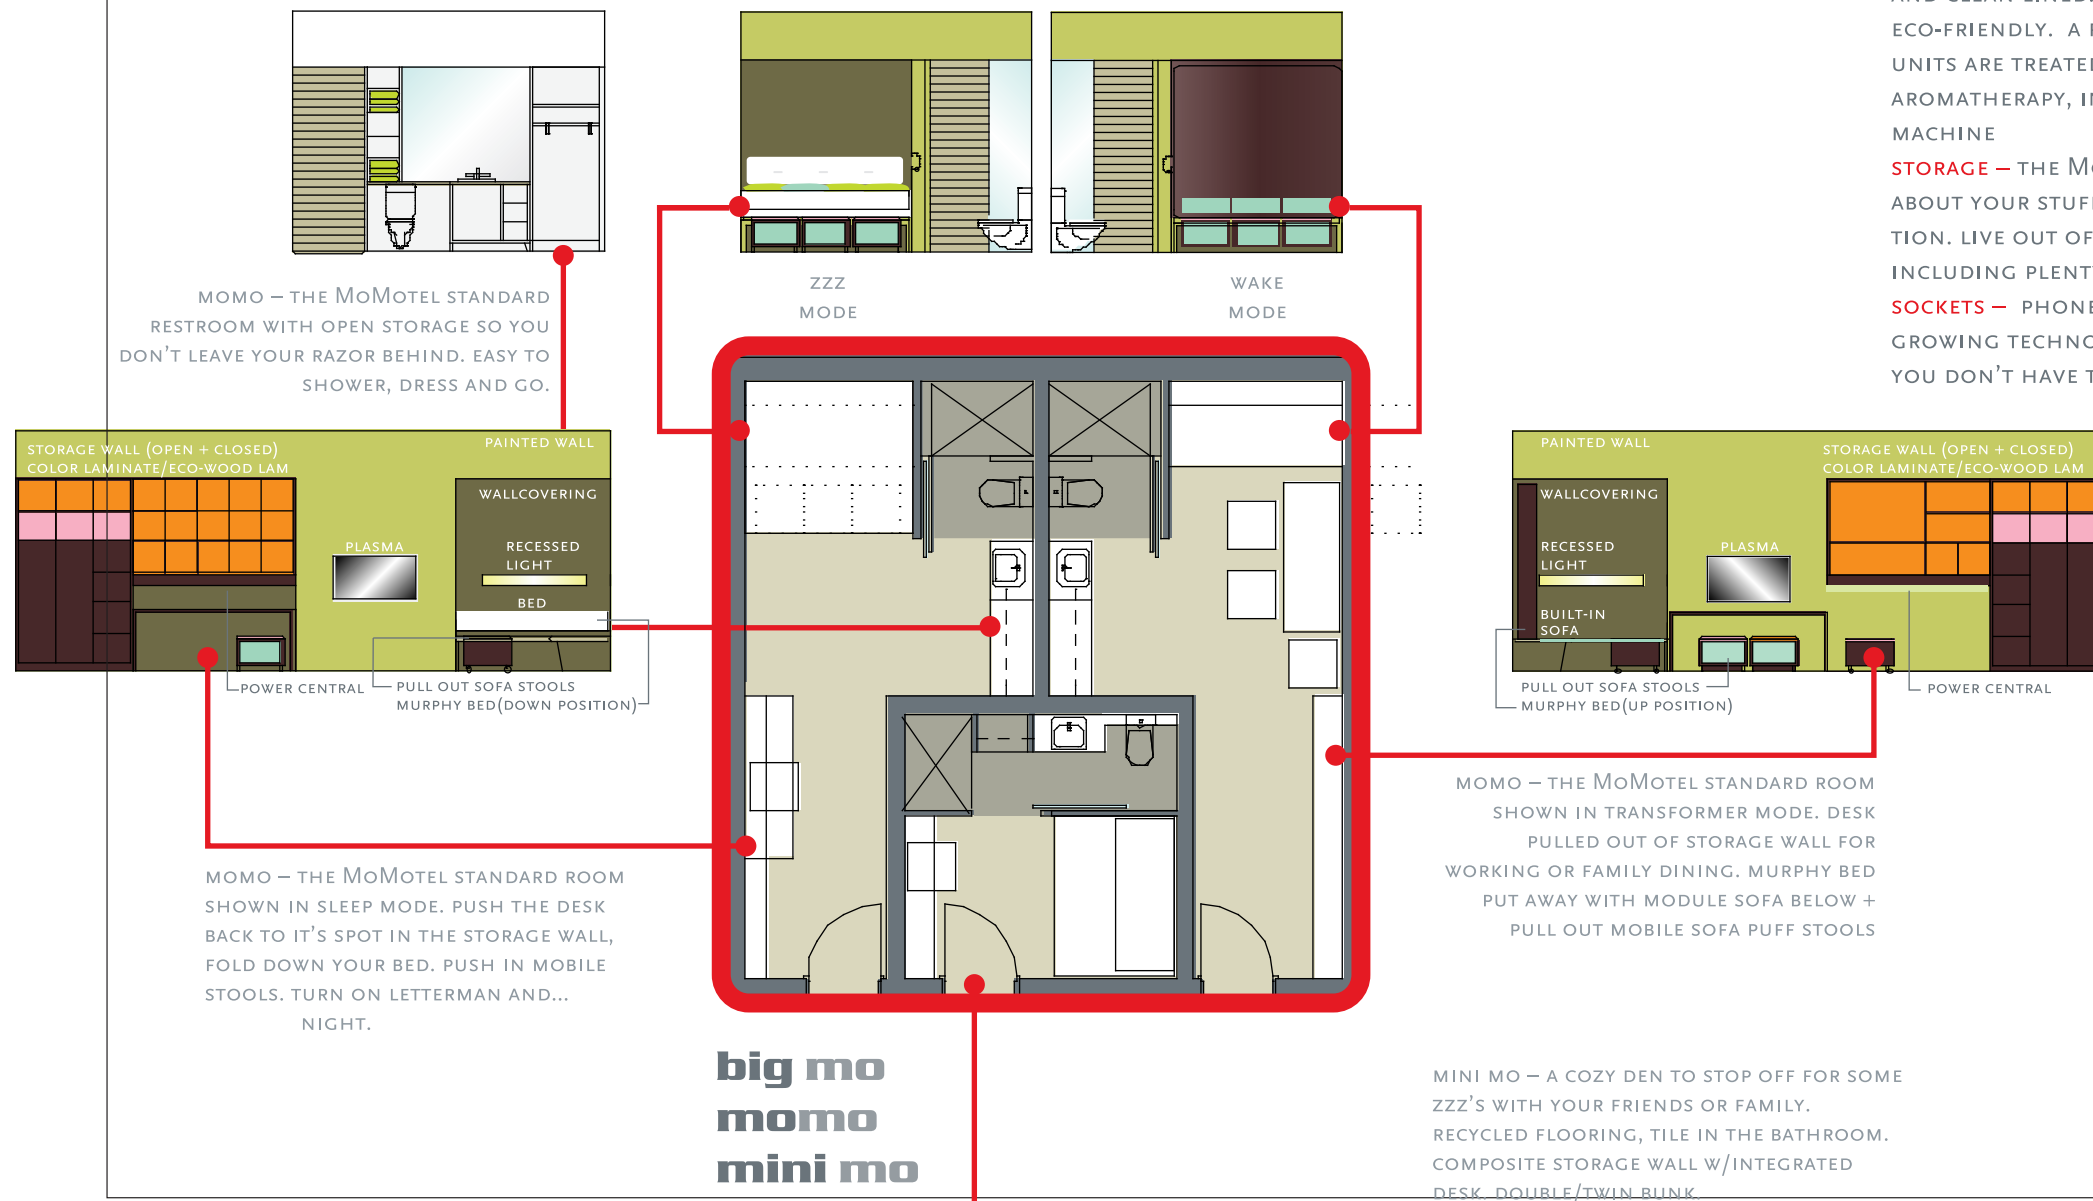 AND CLEAN LINED.
ECO-FRIENDLY. A
UNITS ARE TREATED
AROMATHERAPY,
MACHINE
STORAGE – THE
ABOUT YOUR STUFF
TION. LIVE OUT OF
INCLUDING PLENTY
SOCKETS – PHONE
GROWING
YOU DON'T HAVE
ZZZ
MODE
WAKE
MODE
MOMO – THE MOMOTEL STANDARD
RESTROOM WITH OPEN STORAGE SO YOU
DON'T LEAVE YOUR RAZOR BEHIND. EASY TO
SHOWER, DRESS AND GO.
STORAGE WALL (OPEN + CLOSED)
COLOR LAMINATE/ECO-WOOD LAM
PAINTED WALL
WALLCOVERING
PLASMA
RECESSED
LIGHT
BED
POWER CENTRAL
PULL OUT SOFA STOOLS
MURPHY BED(DOWN POSITION)
PAINTED WALL
STORAGE WALL (OPEN + CLOSED)
COLOR LAMINATE/ECO-WOOD LAM
WALLCOVERING
RECESSED
LIGHT
PLASMA
BUILT-IN
SOFA
PULL OUT SOFA STOOLS
MURPHY BED(UP POSITION)
POWER CENTRAL
MOMO – THE MOMOTEL STANDARD ROOM
SHOWN IN TRANSFORMER MODE. DESK
PULLED OUT OF STORAGE WALL FOR
WORKING OR FAMILY DINING. MURPHY BED
PUT AWAY WITH MODULE SOFA BELOW +
PULL OUT MOBILE SOFA PUFF STOOLS
MOMO – THE MOMOTEL STANDARD ROOM
SHOWN IN SLEEP MODE. PUSH THE DESK
BACK TO IT'S SPOT IN THE STORAGE WALL,
FOLD DOWN YOUR BED. PUSH IN MOBILE
STOOLS. TURN ON LETTERMAN AND...
NIGHT.
big mo
momo
mini mo
MINI MO – A COZY DEN TO STOP OFF FOR SOME
ZZZ'S WITH YOUR FRIENDS OR FAMILY.
RECYCLED FLOORING, TILE IN THE BATHROOM.
COMPOSITE STORAGE WALL W/INTEGRATED
DESK. DOUBLE/TWIN BUNK.